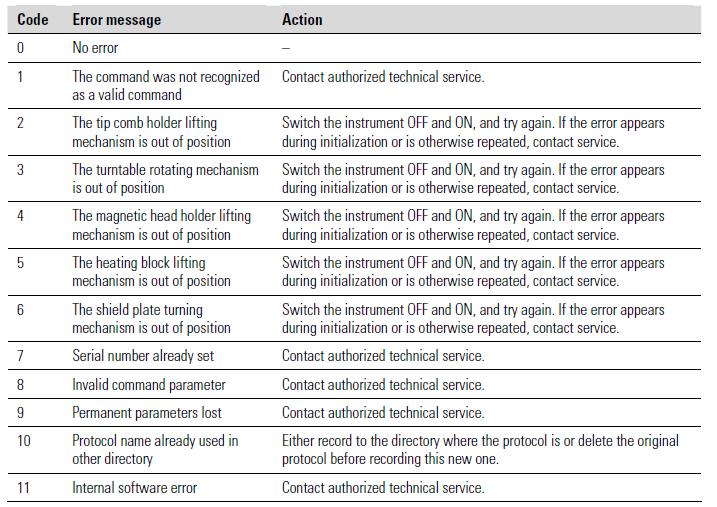 Code Error message Action
0 No error –
1 The command was not recognized Contact authorized technical service.
as a valid command
2 The tip comb holder lifting Switch the instrument OFF and ON, and try again. If the error appears
mechanism is out of position during initialization or is otherwise repeated, contact service.
3 The turntable rotating mechanism Switch the instrument OFF and ON, and try again. If the error appears
is out of position during initialization or is otherwise repeated, contact service.
4 The magnetic head holder lifting Switch the instrument OFF and ON, and try again. If the error appears
mechanism is out of position during initialization or is otherwise repeated, contact service.
5 The heating block lifting Switch the instrument OFF and ON, and try again. If the error appears
mechanism is out of position during initialization or is otherwise repeated, contact service.
6 The shield plate turning Switch the instrument OFF and ON, and try again. If the error appears
mechanism is out of position during initialization or is otherwise repeated, contact service.
7 Serial number already set Contact authorized technical service.
8 Invalid command parameter Contact authorized technical service.
9 Permanent parameters lost Contact authorized technical service.
10 Protocol name already used in Either record to the directory where the protocol is or delete the original
other directory protocol before recording this new one.
11 Internal software error Contact authorized technical service.